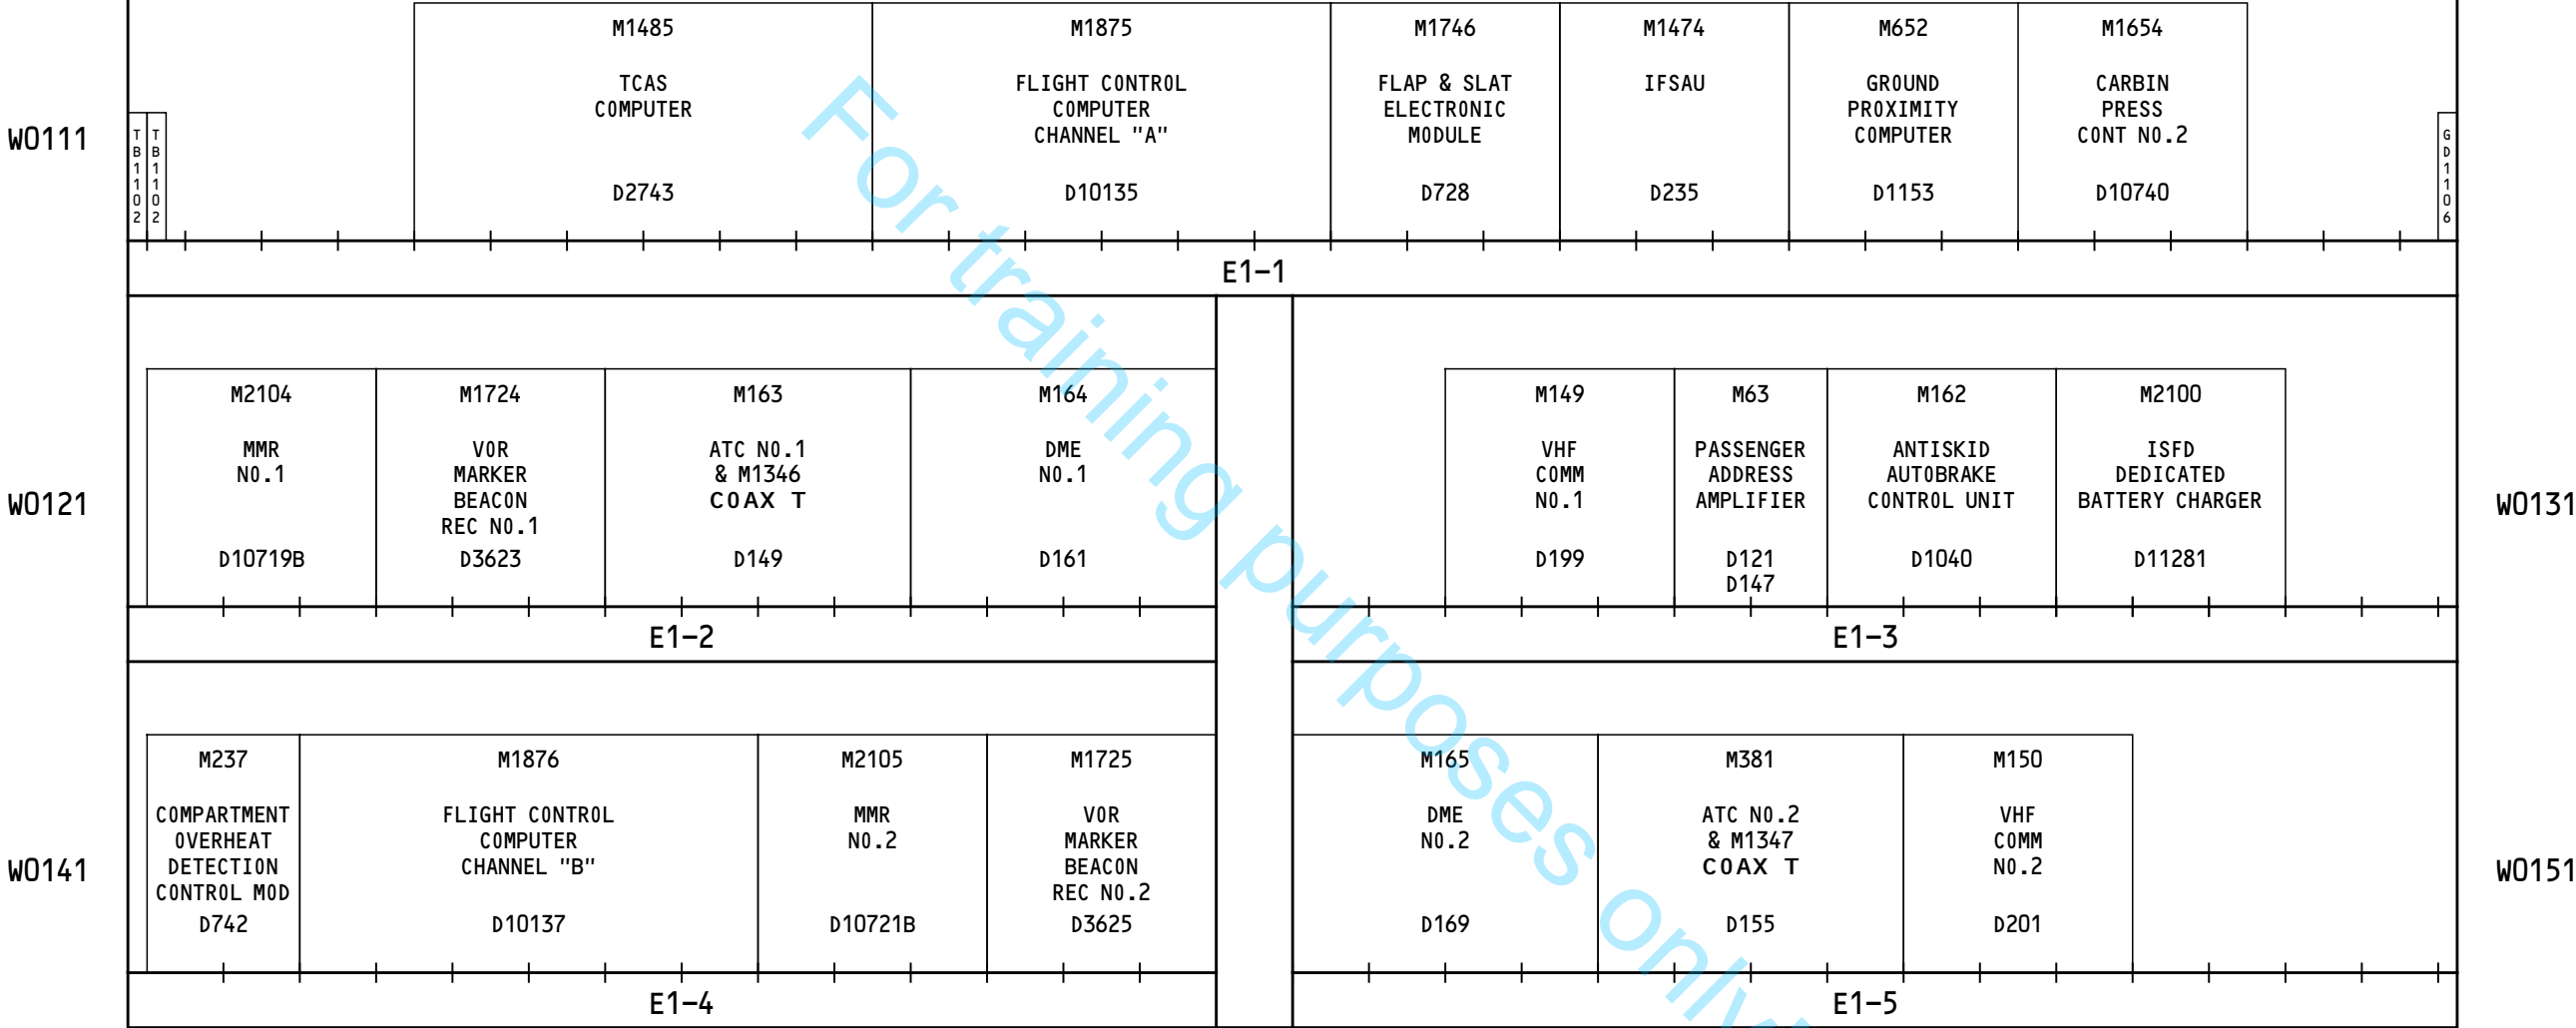 M1485
TCAS
COMPUTER
D2743
M1875
FLIGHT CONTROL
COMPUTER
CHANNEL "A"
D10135
M1746
FLAP & SLAT
ELECTRONIC
MODULE
D728
M1474
IFSAU
D235
M652
GROUND
PROXIMITY
COMPUTER
D1153
M1654
CARBIN
PRESS
CONT NO.2
D10740
W0111
TB1102
TB1102
GD1106
E1-1
M2104
MMR
NO.1
D10719B
M1724
VOR
MARKER
BEACON
REC NO.1
D3623
M163
ATC NO.1
& M1346
COAX T
D149
M164
DME
NO.1
D161
W0121
E1-2
M149
VHF
COMM
NO.1
D199
M63
PASSENGER
ADDRESS
AMPLIFIER
D121
D147
M162
ANTISKID
AUTOBRAKE
CONTROL UNIT
D1040
M2100
ISFD
DEDICATED
BATTERY CHARGER
D11281
W0131
E1-3
M237
COMPARTMENT
OVERHEAT
DETECTION
CONTROL MOD
D742
M1876
FLIGHT CONTROL
COMPUTER
CHANNEL "B"
D10137
M2105
MMR
NO.2
D10721B
M1725
VOR
MARKER
BEACON
REC NO.2
D3625
W0141
E1-4
M165
DME
NO.2
D169
M381
ATC NO.2
& M1347
COAX T
D155
M150
VHF
COMM
NO.2
D201
W0151
E1-5
For training purposes only